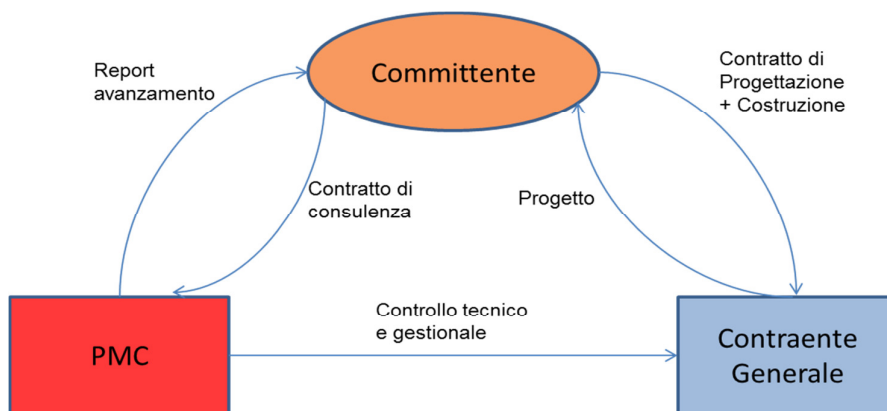 Report
avanzamento
Committente
Contratto di
Progettazione
+ Costruzione
Contratto di
consulenza
Progetto
Controllo tecnico
e gestionale
PMC
Contraente
Generale